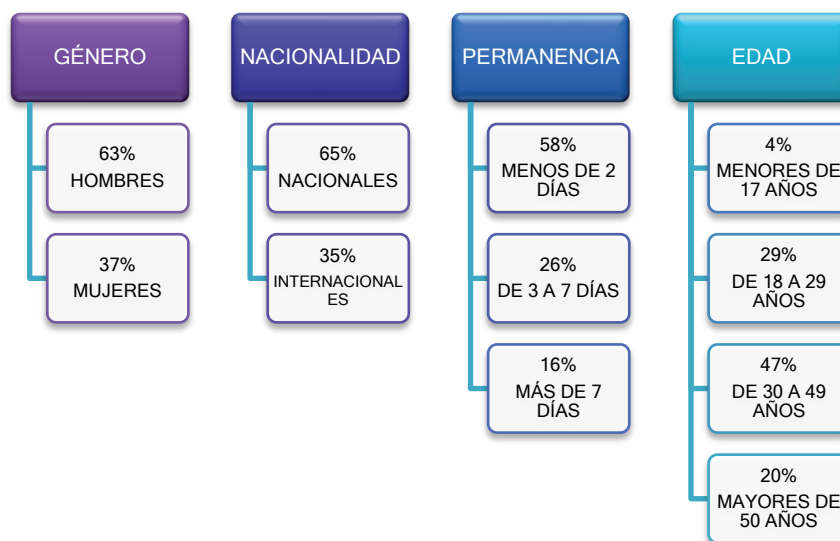 GÉNERO
63%
HOMBRES
37%
MUJERES
NACIONALIDAD
65%
NACIONALES
35%
INTERNACIONAL
ES
PERMANENCIA
58%
MENOS DE 2
DÍAS
26%
DE 3 A 7 DÍAS
16%
MÁS DE 7
DÍAS
EDAD
4%
MENORES DE
17 AÑOS
29%
DE 18 A 29
AÑOS
47%
DE 30 A 49
AÑOS
20%
MAYORES DE
50 AÑOS